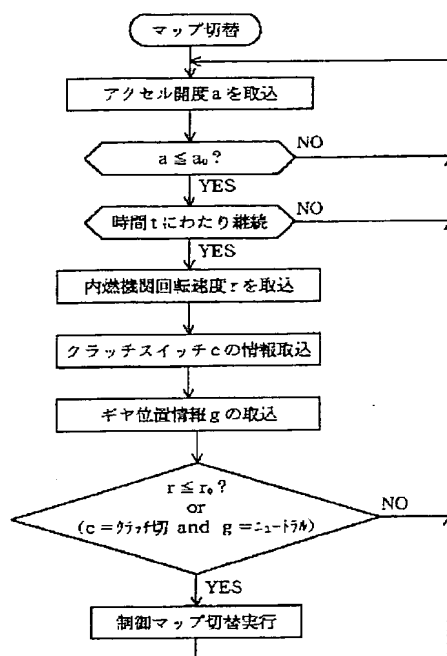 マップ切替
アクセル開度aを取込
a≦a₀?
NO
YES
時間tにわたり継続
NO
YES
内燃機関回転速度rを取込
クラッチスイッチcの情報取込
ギヤ位置情報gの取込
r≦r₀?
or
(c=クラッチ切 and g=ニュートラル)
NO
YES
制御マップ切替実行